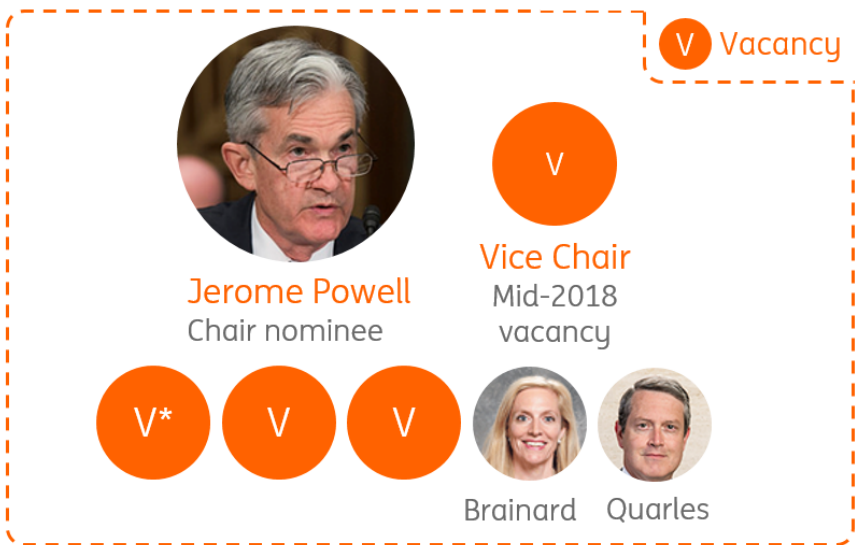 V Vacancy
V
Jerome Powell
Chair nominee
Vice Chair
Mid-2018
vacancy
V* V V
Brainard Quarles